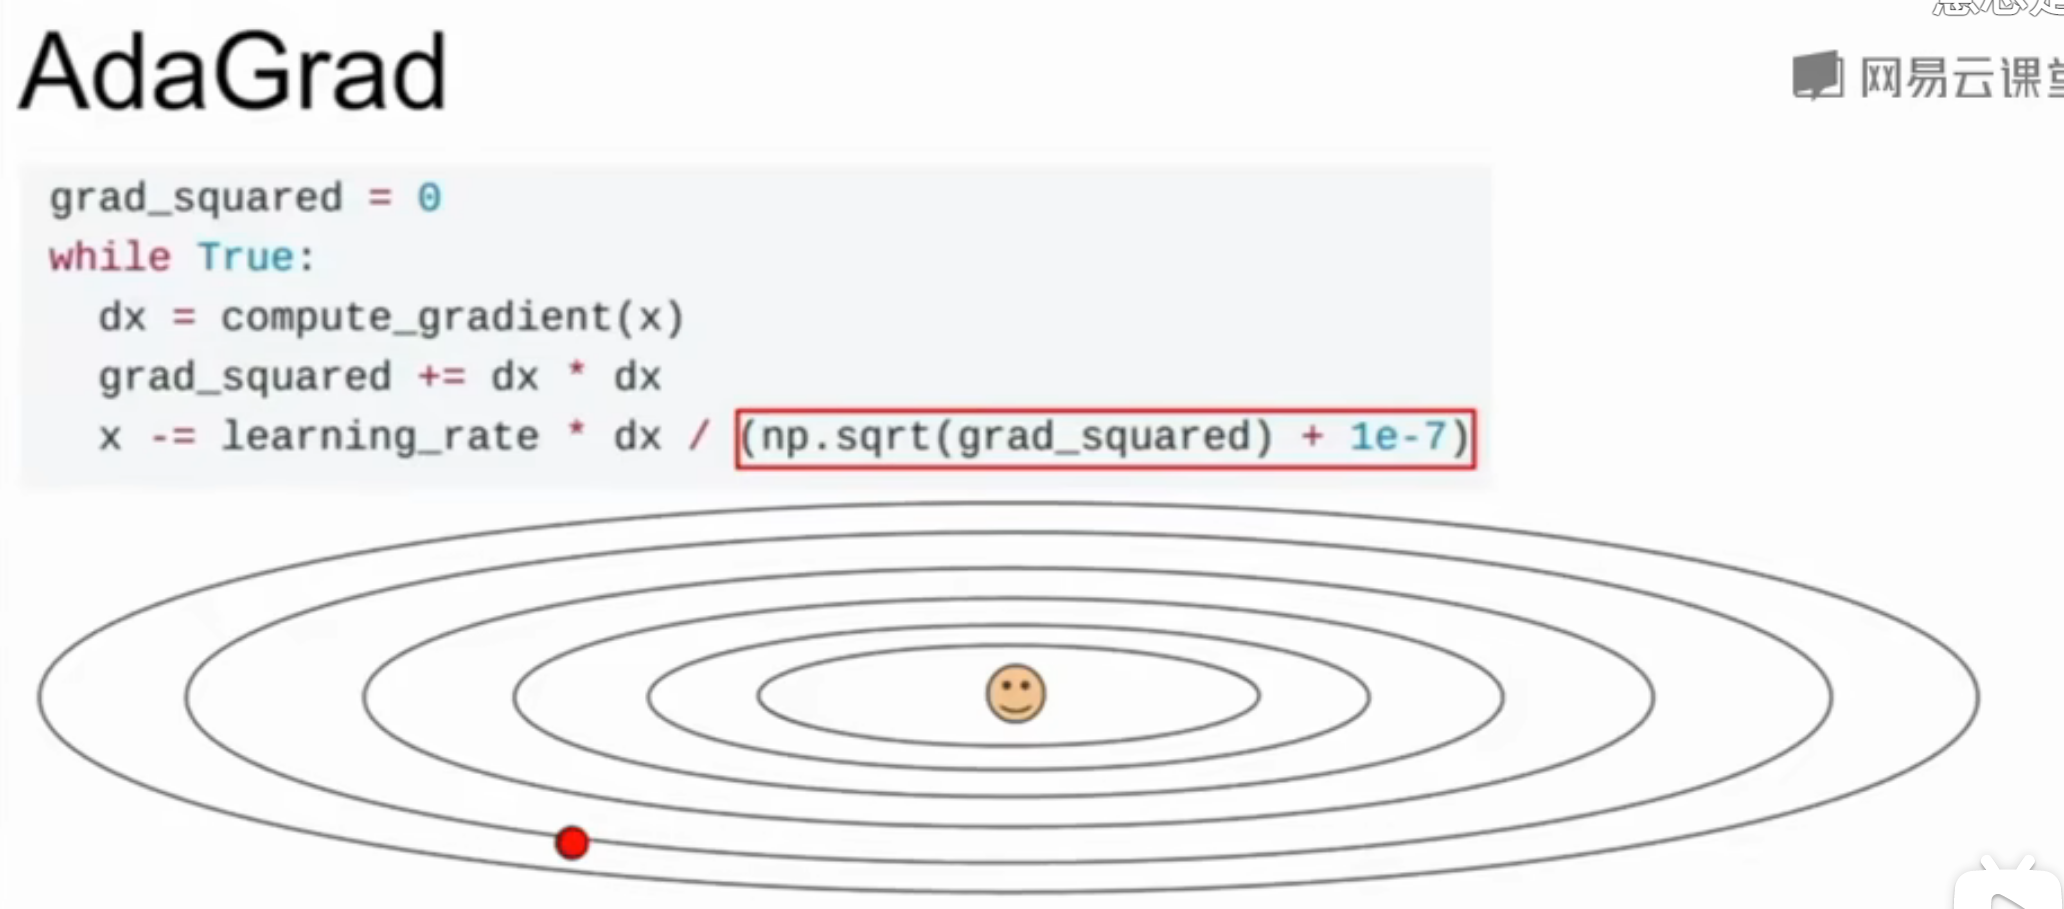 AdaGrad
网易云课堂
grad_squared = 0
while True:
dx = compute_gradient(x)
grad_squared += dx * dx
x -= learning_rate * dx / (np.sqrt(grad_squared) + 1e-7)